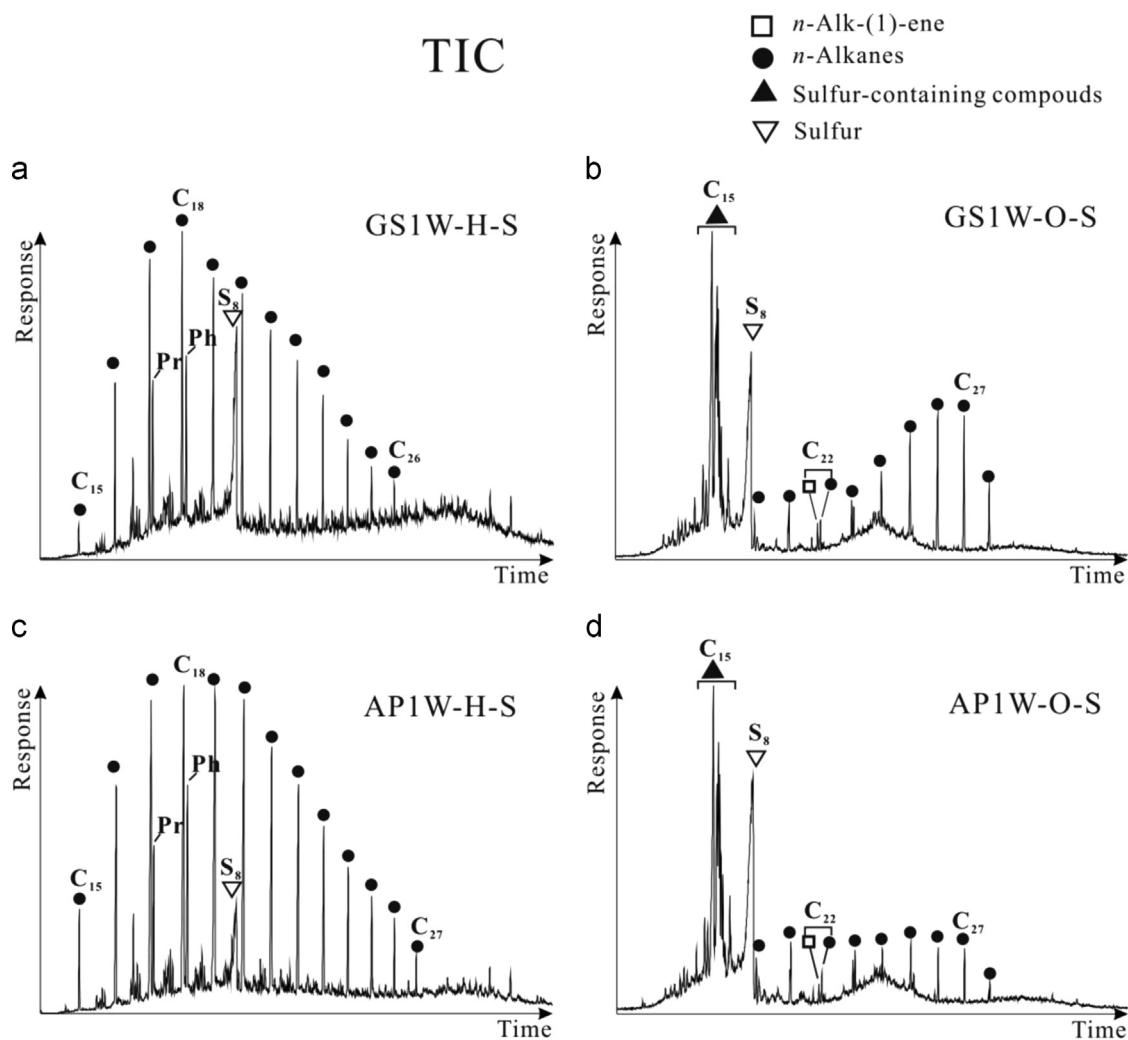 TIC
n-Alk-(1)-ene
n-Alkanes
Sulfur-containing compouds
Sulfur
a
GS1W-H-S
Response
C15
C18
Pr
Ph
S8
C26
Time
b
GS1W-O-S
Response
C15
S8
C22
C27
Time
c
AP1W-H-S
Response
C15
C18
Pr
Ph
S8
C27
Time
d
AP1W-O-S
Response
C15
S8
C22
C27
Time